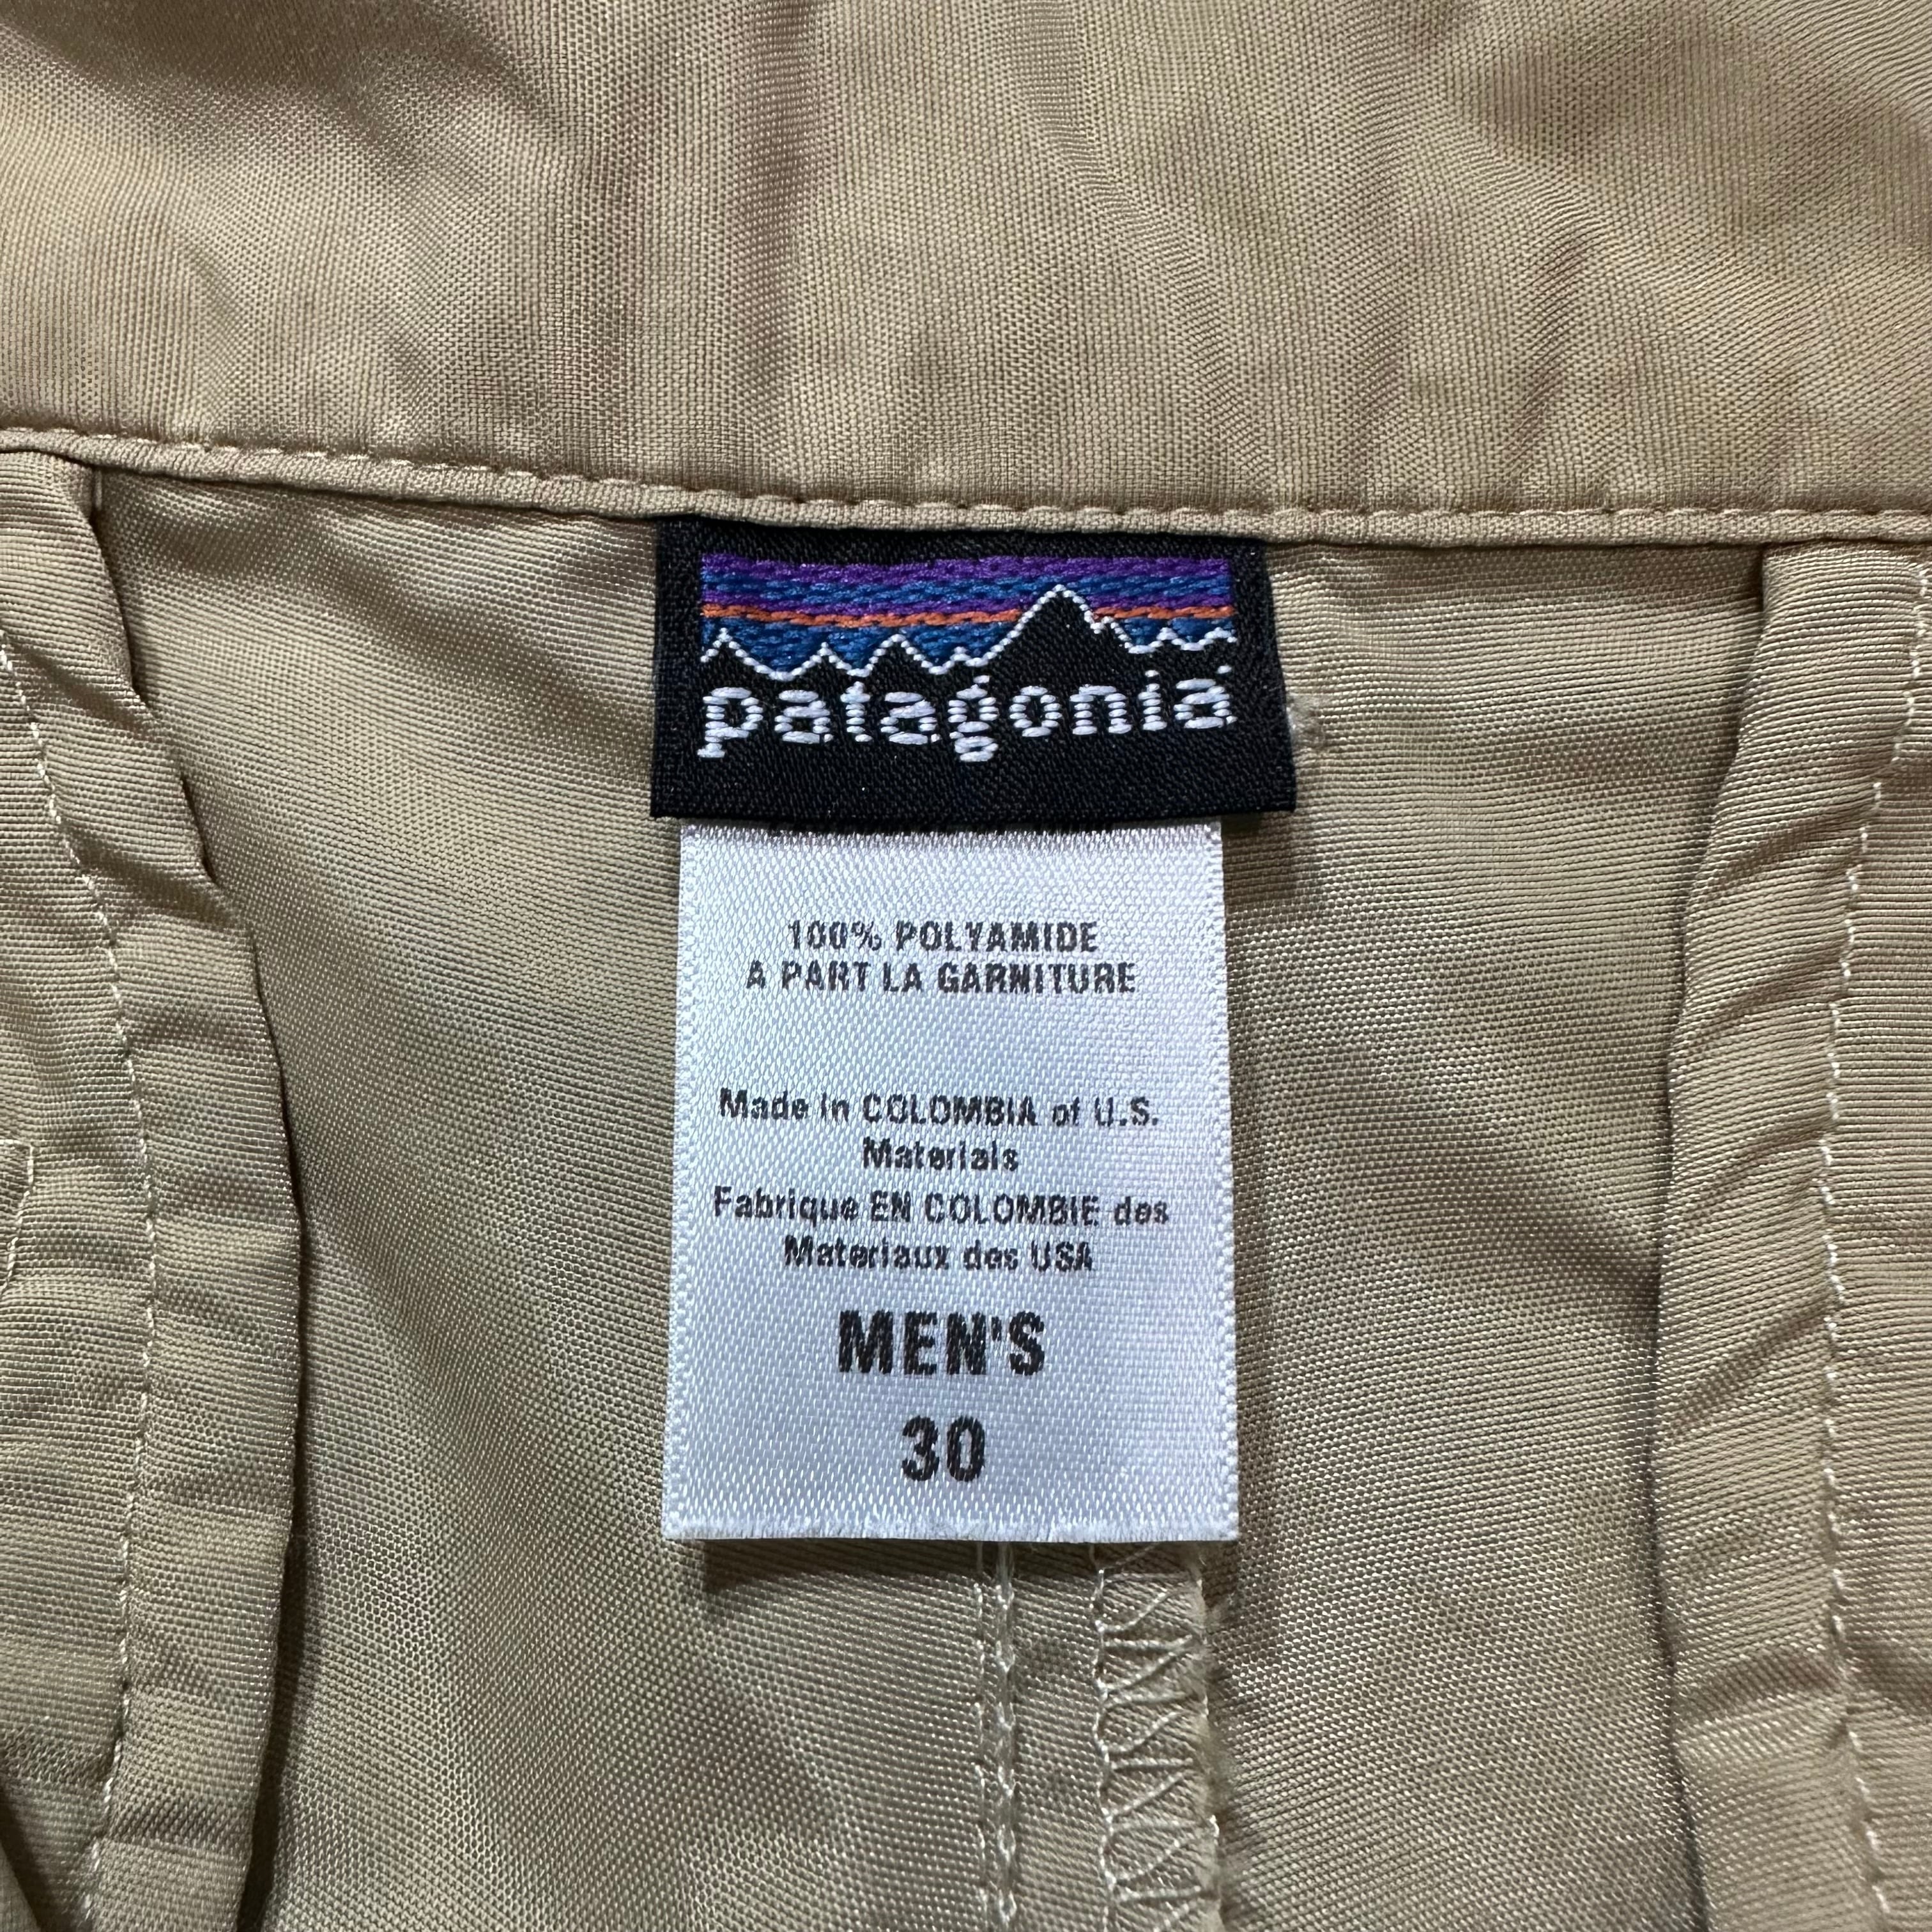 patagonia
100% POLYAMIDE
A PART LA GARNITURE
Made in COLOMBIA of U.S.
Materials
Fabrique EN COLOMBIE des
Materiaux des USA
MEN'S
30